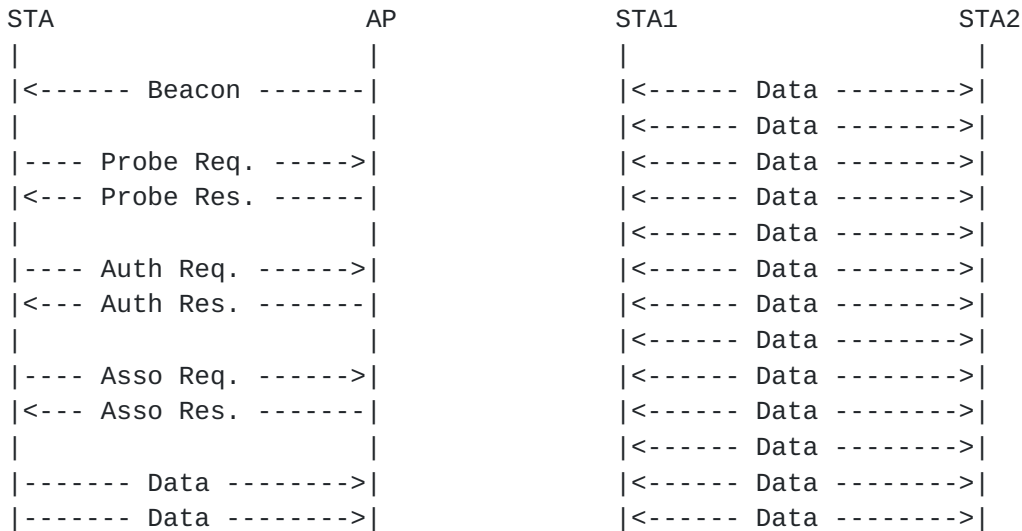 STA                    AP              STA1                  STA2
|                      |               |                      |
|<------ Beacon -------|               |<------ Data -------->|
|                      |               |<------ Data -------->|
|---- Probe Req. ----->|               |<------ Data -------->|
|<--- Probe Res. ------|               |<------ Data -------->|
|                      |               |<------ Data -------->|
|---- Auth Req. ------>|               |<------ Data -------->|
|<--- Auth Res. -------|               |<------ Data -------->|
|                      |               |<------ Data -------->|
|---- Asso Req. ------>|               |<------ Data -------->|
|<--- Asso Res. -------|               |<------ Data -------->|
|                      |               |<------ Data -------->|
|------- Data -------->|               |<------ Data -------->|
|------- Data -------->|               |<------ Data -------->|